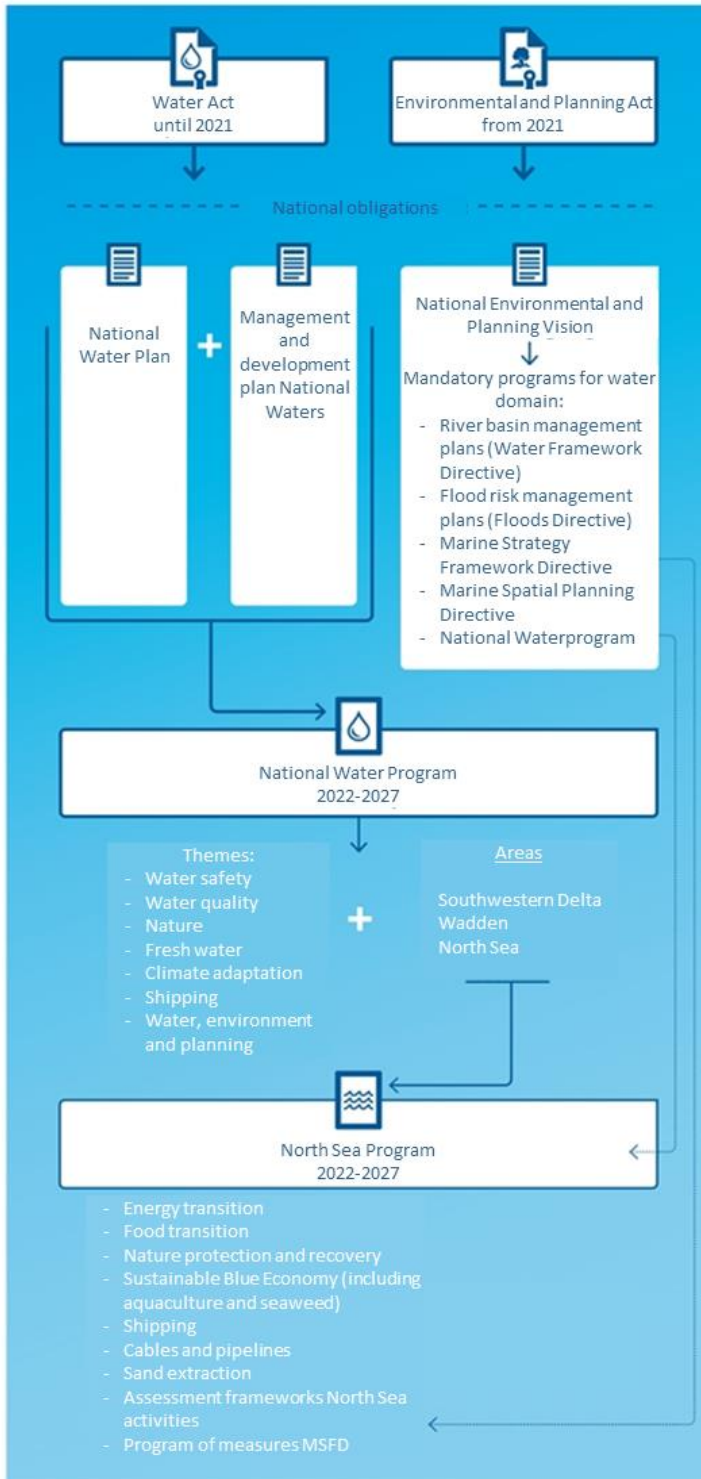 Water Act
until 2021
Environmental and Planning Act
from 2021
National obligations
National
Water Plan
+
Management
and
development
plan National
Waters
National Environmental and
Planning Vision
Mandatory programs for water
domain:
- River basin management
plans (Water Framework
Directive)
- Flood risk management
plans (Floods Directive)
- Marine Strategy
Framework Directive
- Marine Spatial Planning
Directive
- National Waterprogram
National Water Program
2022-2027
Themes:
- Water safety
- Water quality
- Nature
- Fresh water
- Climate adaptation
- Shipping
- Water, environment
and planning
+
Areas
Southwestern Delta
Wadden
North Sea
North Sea Program
2022-2027
- Energy transition
- Food transition
- Nature protection and recovery
- Sustainable Blue Economy (including
aquaculture and seaweed)
- Shipping
- Cables and pipelines
- Sand extraction
- Assessment frameworks North Sea
activities
- Program of measures MSFD